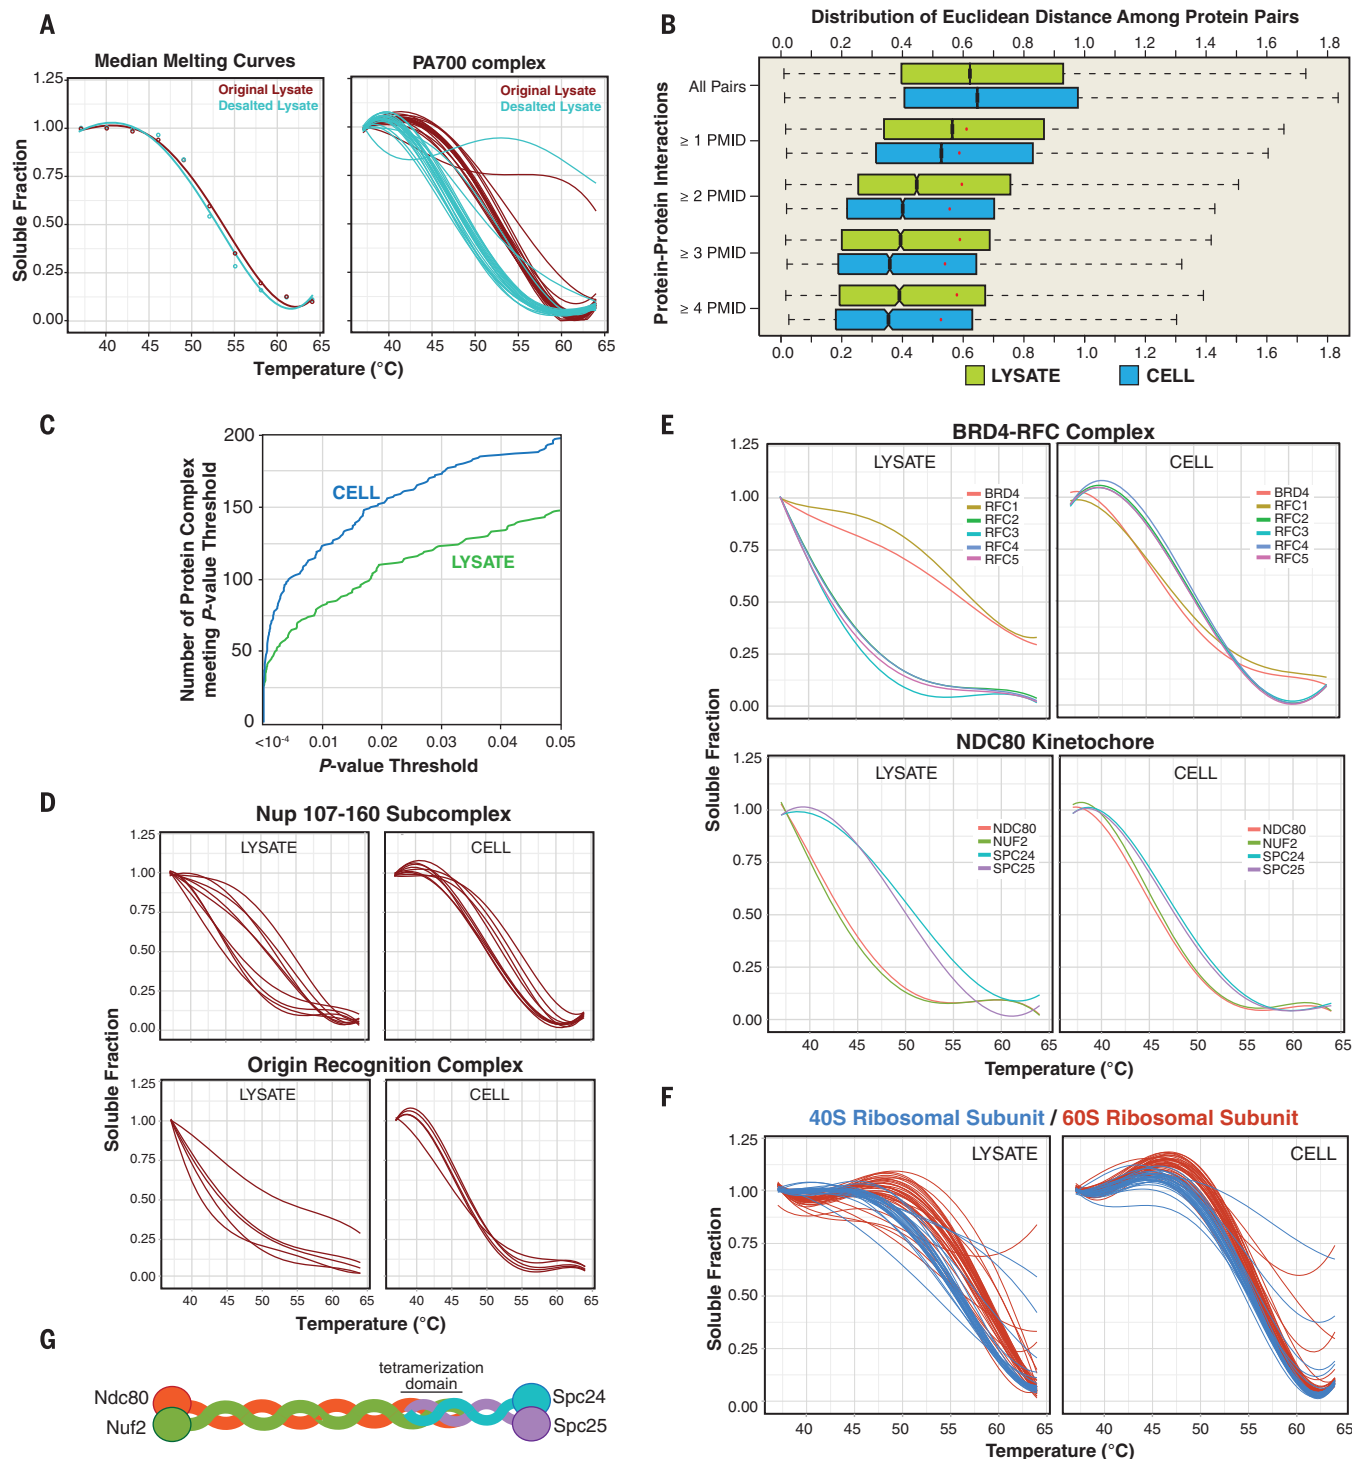 A
Median Melting Curves
Original Lysate
Desalted Lysate
PA700 complex
Original Lysate
Desalted Lysate
Soluble Fraction
1.25
1.00
0.75
0.50
0.25
0.00
40 45 50 55 60 65
40 45 50 55 60 65
Temperature (°C)
B
Distribution of Euclidean Distance Among Protein Pairs
0.0 0.2 0.4 0.6 0.8 1.0 1.2 1.4 1.6 1.8
Protein-Protein Interactions
All Pairs
≥ 1 PMID
≥ 2 PMID
≥ 3 PMID
≥ 4 PMID
0.0 0.2 0.4 0.6 0.8 1.0 1.2 1.4 1.6 1.8
LYSATE CELL
C
Number of Protein Complex
meeting P-value Threshold
200
150
100
50
0
CELL
LYSATE
<10-4 0.01 0.02 0.03 0.04 0.05
P-value Threshold
D
Nup 107-160 Subcomplex
LYSATE
CELL
1.25
1.00
0.75
0.50
0.25
0.00
Soluble Fraction
Origin Recognition Complex
LYSATE
CELL
1.25
1.00
0.75
0.50
0.25
0.00
40 45 50 55 60 65
40 45 50 55 60 65
Temperature (°C)
E
BRD4-RFC Complex
LYSATE
BRD4
RFC1
RFC2
RFC3
RFC4
RFC5
CELL
BRD4
RFC1
RFC2
RFC3
RFC4
RFC5
1.25
1.00
0.75
0.50
0.25
0.00
Soluble Fraction
NDC80 Kinetochore
LYSATE
NDC80
NUF2
SPC24
SPC25
CELL
NDC80
NUF2
SPC24
SPC25
1.25
1.00
0.75
0.50
0.25
0.00
40 45 50 55 60 65
40 45 50 55 60 65
Temperature (°C)
F
40S Ribosomal Subunit / 60S Ribosomal Subunit
LYSATE
CELL
Soluble Fraction
1.25
1.00
0.75
0.50
0.25
0.00
40 45 50 55 60 65
40 45 50 55 60 65
Temperature (°C)
G
tetramerization
domain
Ndc80
Nuf2
Spc24
Spc25